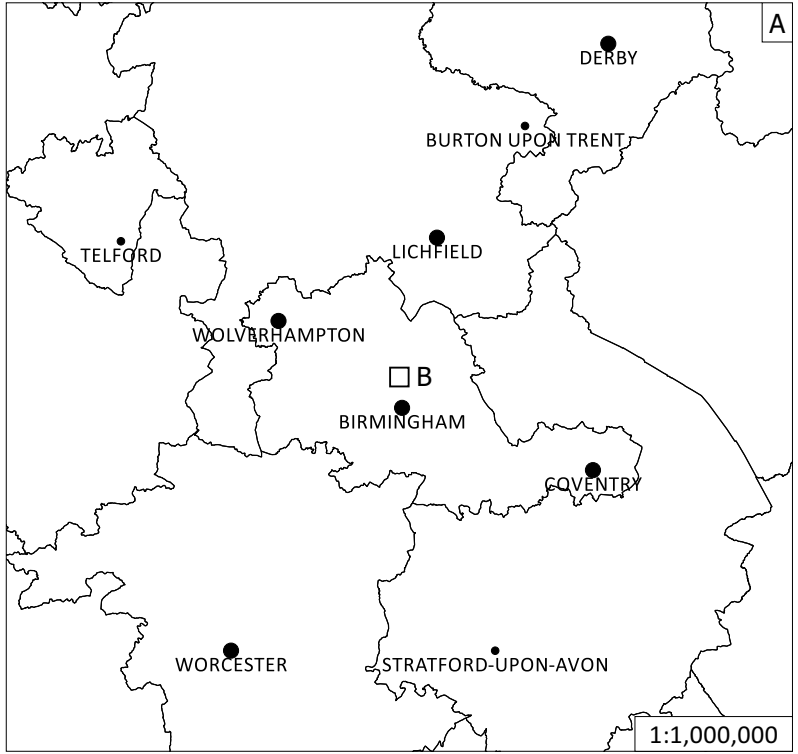 A
DERBY
BURTON UPON TRENT
LICHFIELD
TELFORD
WOLVERHAMPTON
B
BIRMINGHAM
COVENTRY
WORCESTER
STRATFORD-UPON-AVON
1:1,000,000